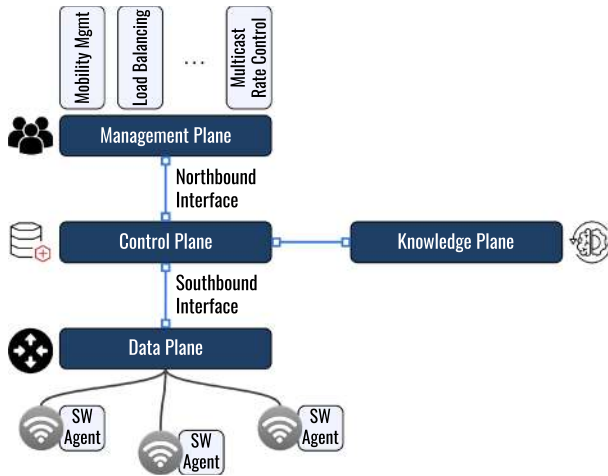 Mobility Mgmt
Load Balancing
...
Multicast
Rate Control
Management Plane
Northbound
Interface
Control Plane
Knowledge Plane
Southbound
Interface
Data Plane
SW
Agent
SW
Agent
SW
Agent